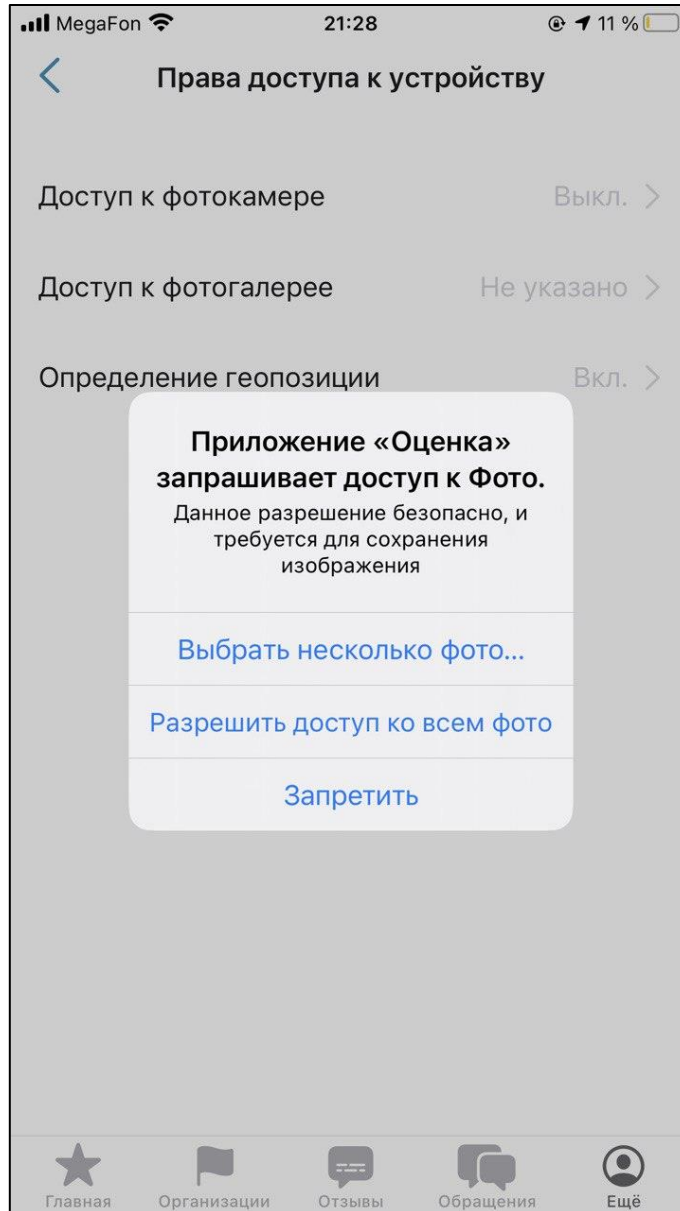 MegaFon 21:28 11 %
Права доступа к устройству
Доступ к фотокамере Выкл.
Доступ к фотогалерее Не указано
Определение геопозиции Вкл.
Приложение «Оценка»
запрашивает доступ к Фото.
Данное разрешение безопасно, и
требуется для сохранения
изображения
Выбрать несколько фото...
Разрешить доступ ко всем фото
Запретить
Главная Организации Отзывы Обращения Ещё